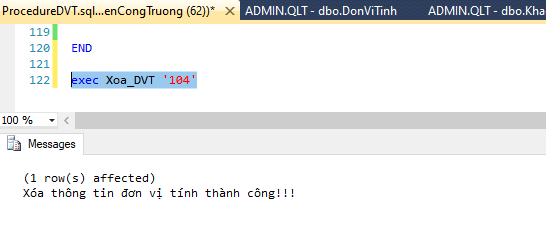 ProcedureDVT.sql...enCongTruong (62))* ADMIN.QLT - dbo.DonViTinh ADMIN.QLT - dbo.Kha
119
120 END
121
122 exec Xoa_DVT '104'
100 %
Messages
(1 row(s) affected)
Xóa thông tin đơn vị tính thành công!!!